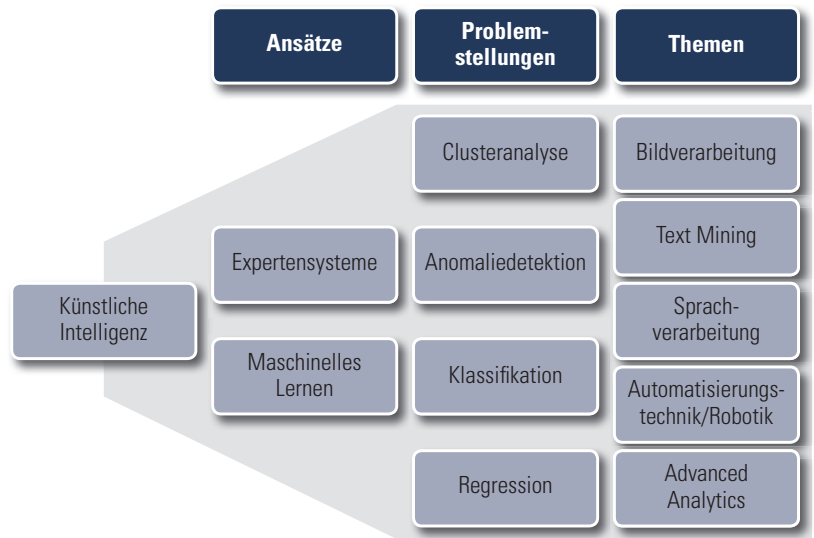 Ansätze
Problem-
stellungen
Themen
Clusteranalyse
Bildverarbeitung
Expertensysteme
Anomaliedetektion
Text Mining
Künstliche
Intelligenz
Sprach-
verarbeitung
Maschinelles
Lernen
Klassifikation
Automatisierungs-
technik/Robotik
Regression
Advanced
Analytics